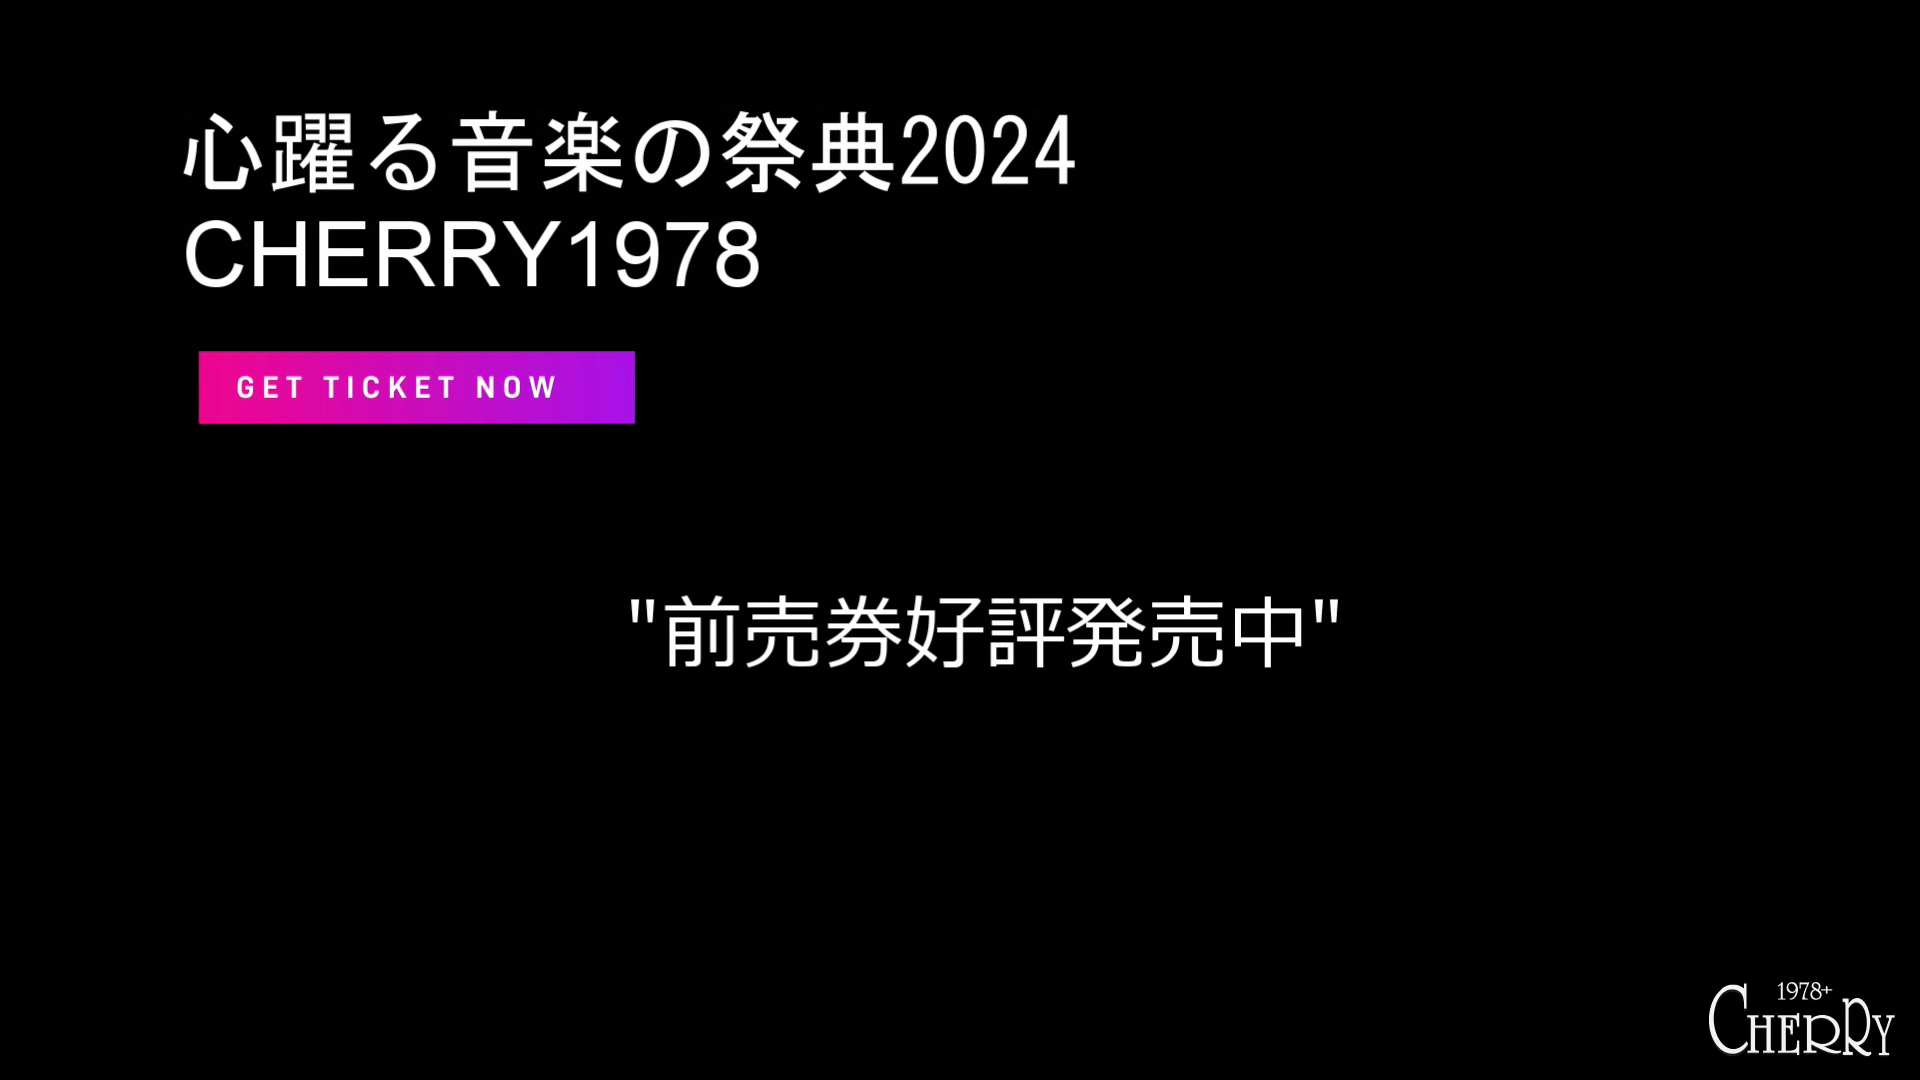 心躍る音楽の祭典2024
CHERRY1978
GET TICKET NOW
"前売券好評発売中"
1978+
CHERRY